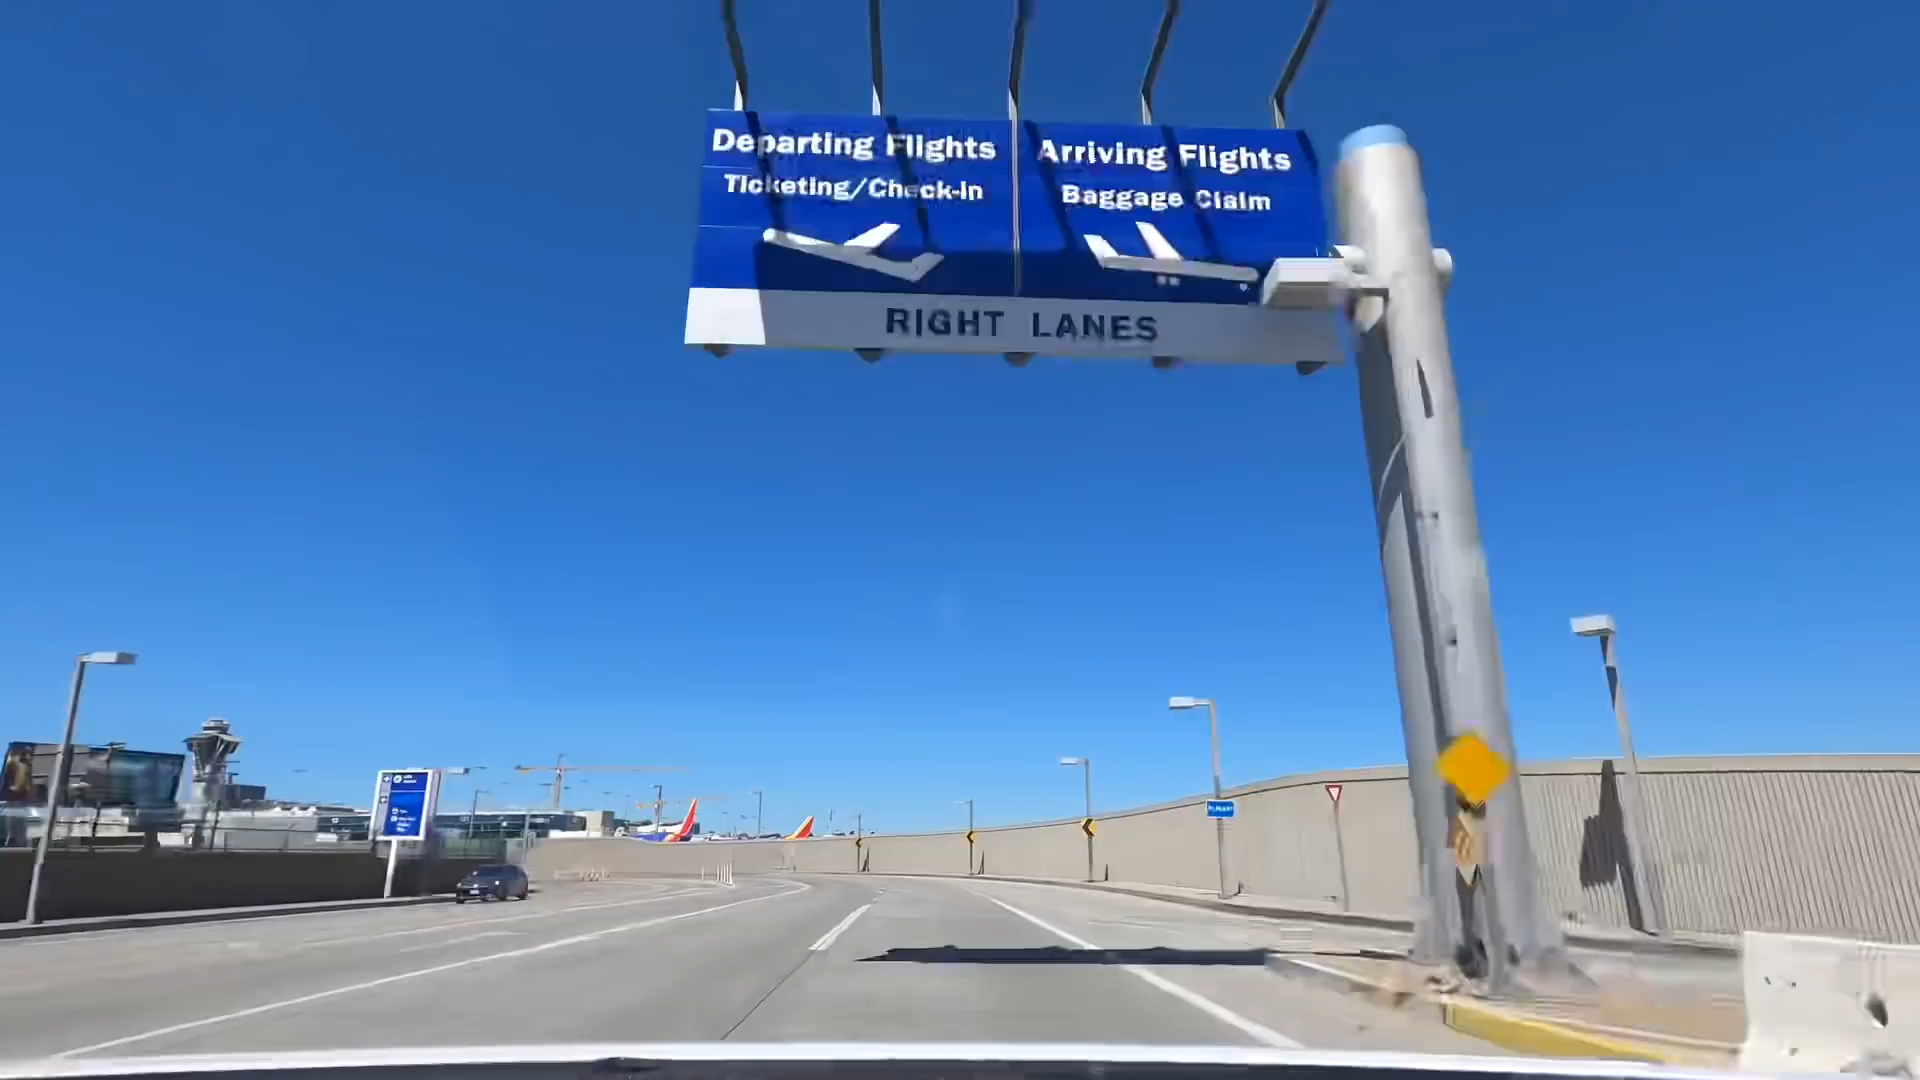 Departing Flights
Ticketing/Check-in
Arriving Flights
Baggage Claim
RIGHT LANES